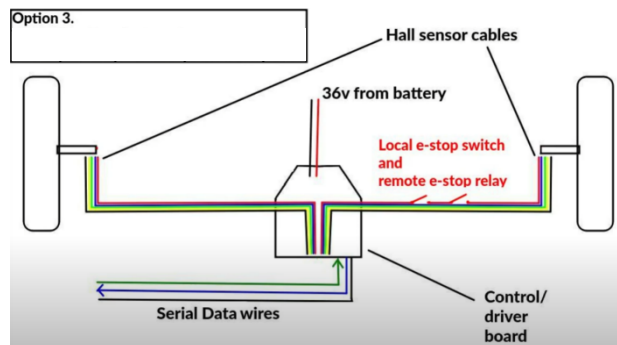 Option 3.
Hall sensor cables
36v from battery
Local e-stop switch
and
remote e-stop relay
Serial Data wires
Control/
driver
board